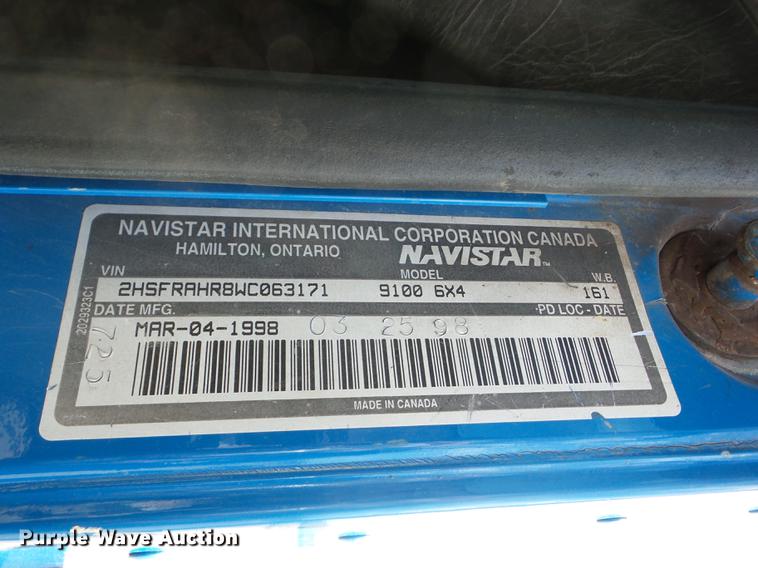 NAVISTAR INTERNATIONAL CORPORATION CANADA
HAMILTON, ONTARIO NAVISTAR™
VIN MODEL W.B.
2HSFRAHR8WC063171 9100 6X4 161
DATE MFG. PD LOC - DATE
MAR-04-1998 03 25 98
2029323C1
725
MADE IN CANADA
Purple Wave Auction